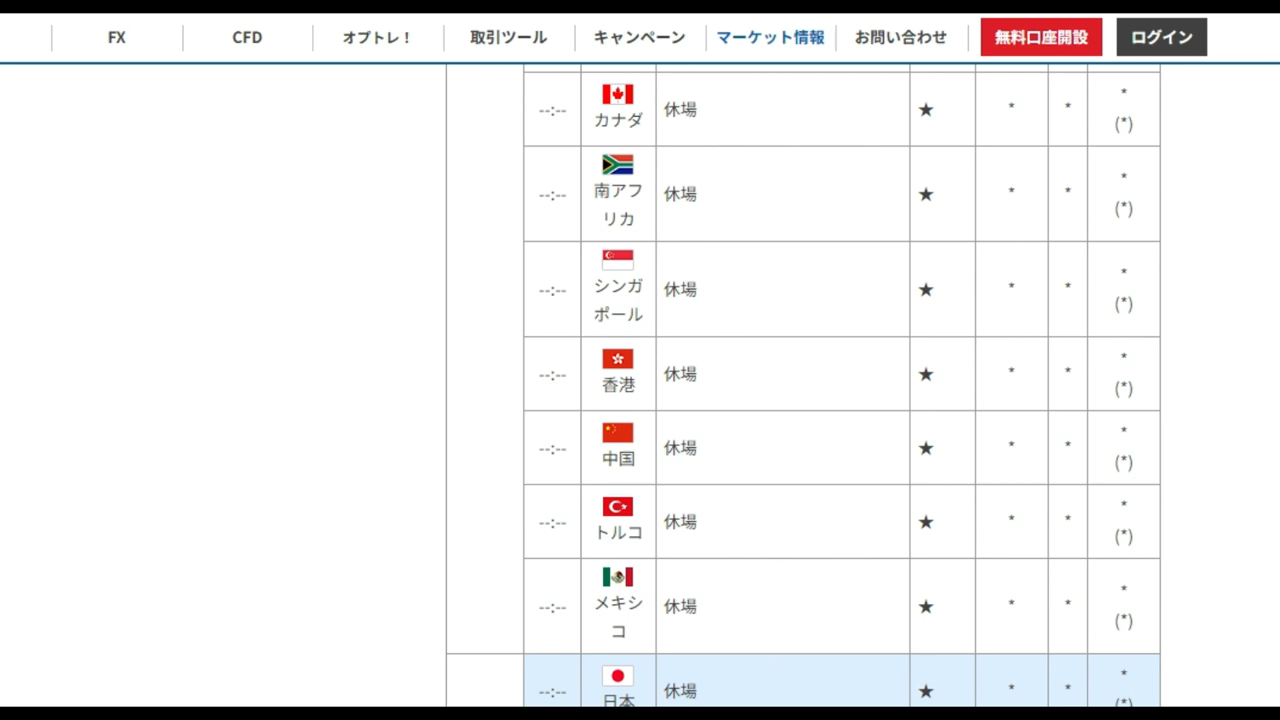 FX CFD オプトレ！ 取引ツール キャンペーン マーケット情報 お問い合わせ 無料口座開設 ログイン
--:-- カナダ 休場 ★ * * *
(*)
--:-- 南アフ
リカ 休場 ★ * * *
(*)
--:-- シンガ
ポール 休場 ★ * * *
(*)
--:-- 香港 休場 ★ * * *
(*)
--:-- 中国 休場 ★ * * *
(*)
--:-- トルコ 休場 ★ * * *
(*)
--:-- メキシ
コ 休場 ★ * * *
(*)
--:-- 日本 休場 ★ * * *
(*)